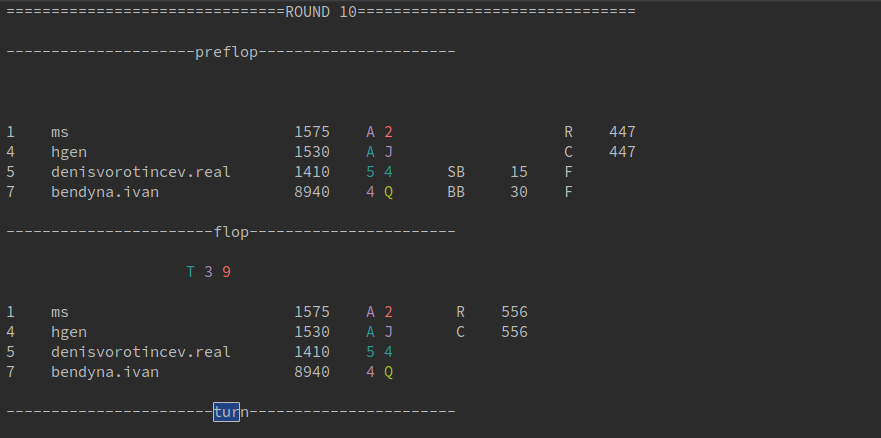 ===============================ROUND 10===============================
---------------------preflop----------------------
1 ms 1575 A 2 R 447
4 hgen 1530 A J C 447
5 denisvorotincev.real 1410 5 4 SB 15 F
7 bendyna.ivan 8940 4 Q BB 30 F
-----------------------flop-----------------------
T 3 9
1 ms 1575 A 2 R 556
4 hgen 1530 A J C 556
5 denisvorotincev.real 1410 5 4
7 bendyna.ivan 8940 4 Q
-----------------------turn-----------------------